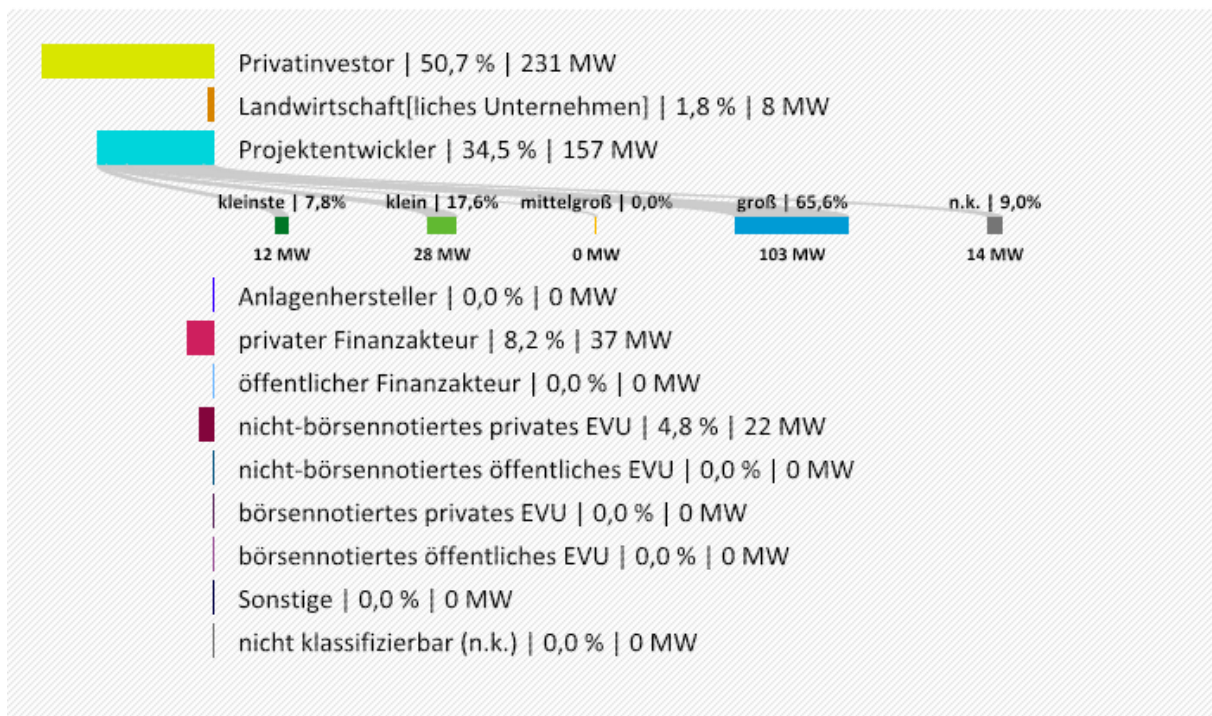 Privatinvestor | 50,7 % | 231 MW
Landwirtschaft[liches Unternehmen] | 1,8 % | 8 MW
Projektentwickler | 34,5 % | 157 MW
kleinste | 7,8% klein | 17,6% mittelgroß | 0,0% groß | 65,6% n.k. | 9,0%
12 MW 28 MW 0 MW 103 MW 14 MW
Anlagenhersteller | 0,0 % | 0 MW
privater Finanzakteur | 8,2 % | 37 MW
öffentlicher Finanzakteur | 0,0 % | 0 MW
nicht-börsennotiertes privates EVU | 4,8 % | 22 MW
nicht-börsennotiertes öffentliches EVU | 0,0 % | 0 MW
börsennotiertes privates EVU | 0,0 % | 0 MW
börsennotiertes öffentliches EVU | 0,0 % | 0 MW
Sonstige | 0,0 % | 0 MW
nicht klassifizierbar (n.k.) | 0,0 % | 0 MW